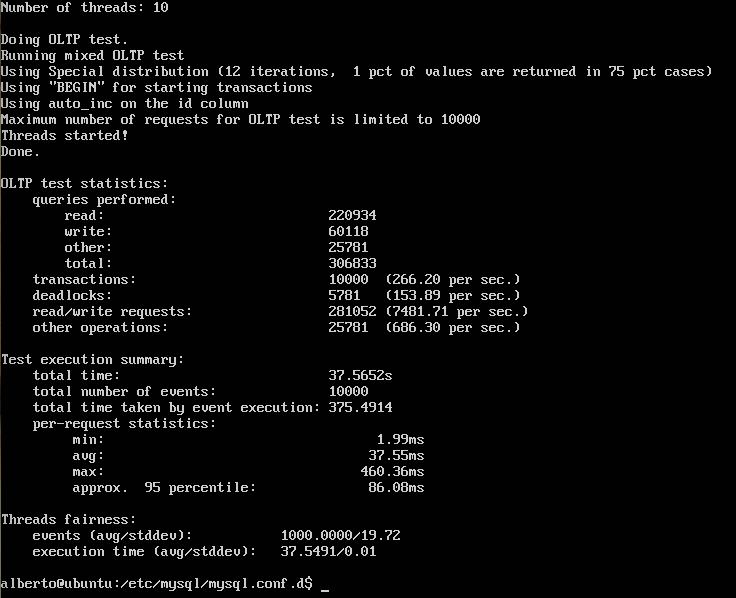 Number of threads: 10
Doing OLTP test.
Running mixed OLTP test
Using Special distribution (12 iterations,  1 pct of values are returned in 75 pct cases)
Using "BEGIN" for starting transactions
Using auto_inc on the id column
Maximum number of requests for OLTP test is limited to 10000
Threads started!
Done.
OLTP test statistics:
    queries performed:
        read:                            220934
        write:                           60118
        other:                           25781
        total:                           306833
    transactions:                        10000  (266.20 per sec.)
    deadlocks:                           5781   (153.89 per sec.)
    read/write requests:                 281052 (7481.71 per sec.)
    other operations:                    25781  (686.30 per sec.)
Test execution summary:
    total time:                          37.5652s
    total number of events:              10000
    total time taken by event execution: 375.4914
    per-request statistics:
         min:                                  1.99ms
         avg:                                 37.55ms
         max:                                460.36ms
         approx.  95 percentile:              86.08ms
Threads fairness:
    events (avg/stddev):           1000.0000/19.72
    execution time (avg/stddev):   37.5491/0.01
alberto@ubuntu:/etc/mysql/mysql.conf.d$ _